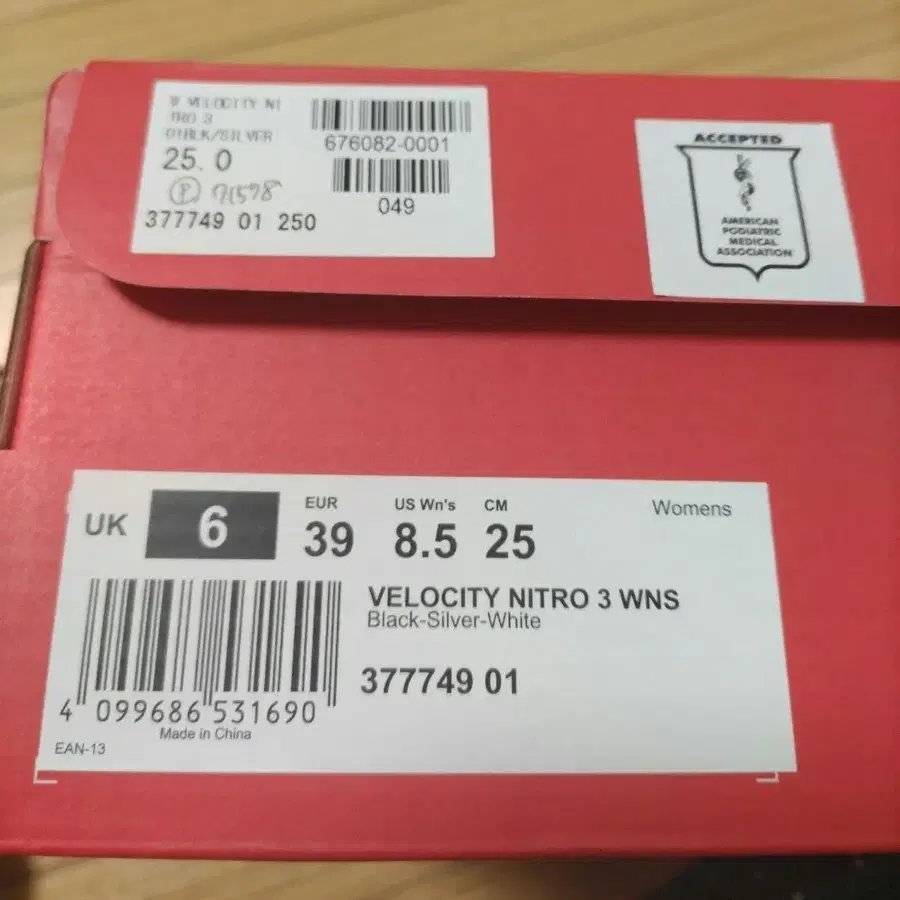 W VELOCITY NI
TRO 3
01BLK/SILVER
25.0
Ⓟ 71578
377749 01 250
676082-0001
049
ACCEPTED
AMERICAN
PODIATRIC
MEDICAL
ASSOCIATION
UK 6
EUR
39
US Wn's
8.5
CM
25
Womens
VELOCITY NITRO 3 WNS
Black-Silver-White
377749 01
4 099686 531690
Made in China
EAN-13